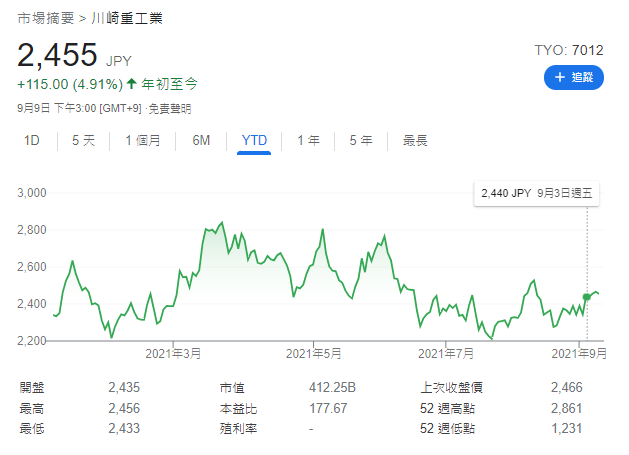 市場摘要 > 川崎重工業
2,455 JPY
TYO: 7012
+115.00 (4.91%) 年初至今
+ 追蹤
9月9日 下午3:00 [GMT+9] · 免責聲明
1D 5 天 1 個月 6M YTD 1 年 5 年 最長
2,440 JPY 9月3日週五
3,000
2,800
2,600
2,400
2,200
2021年3月 2021年5月 2021年7月 2021年9月
開盤 2,435 市值 412.25B 上次收盤價 2,466
最高 2,456 本益比 177.67 52 週高點 2,861
最低 2,433 殖利率 - 52 週低點 1,231